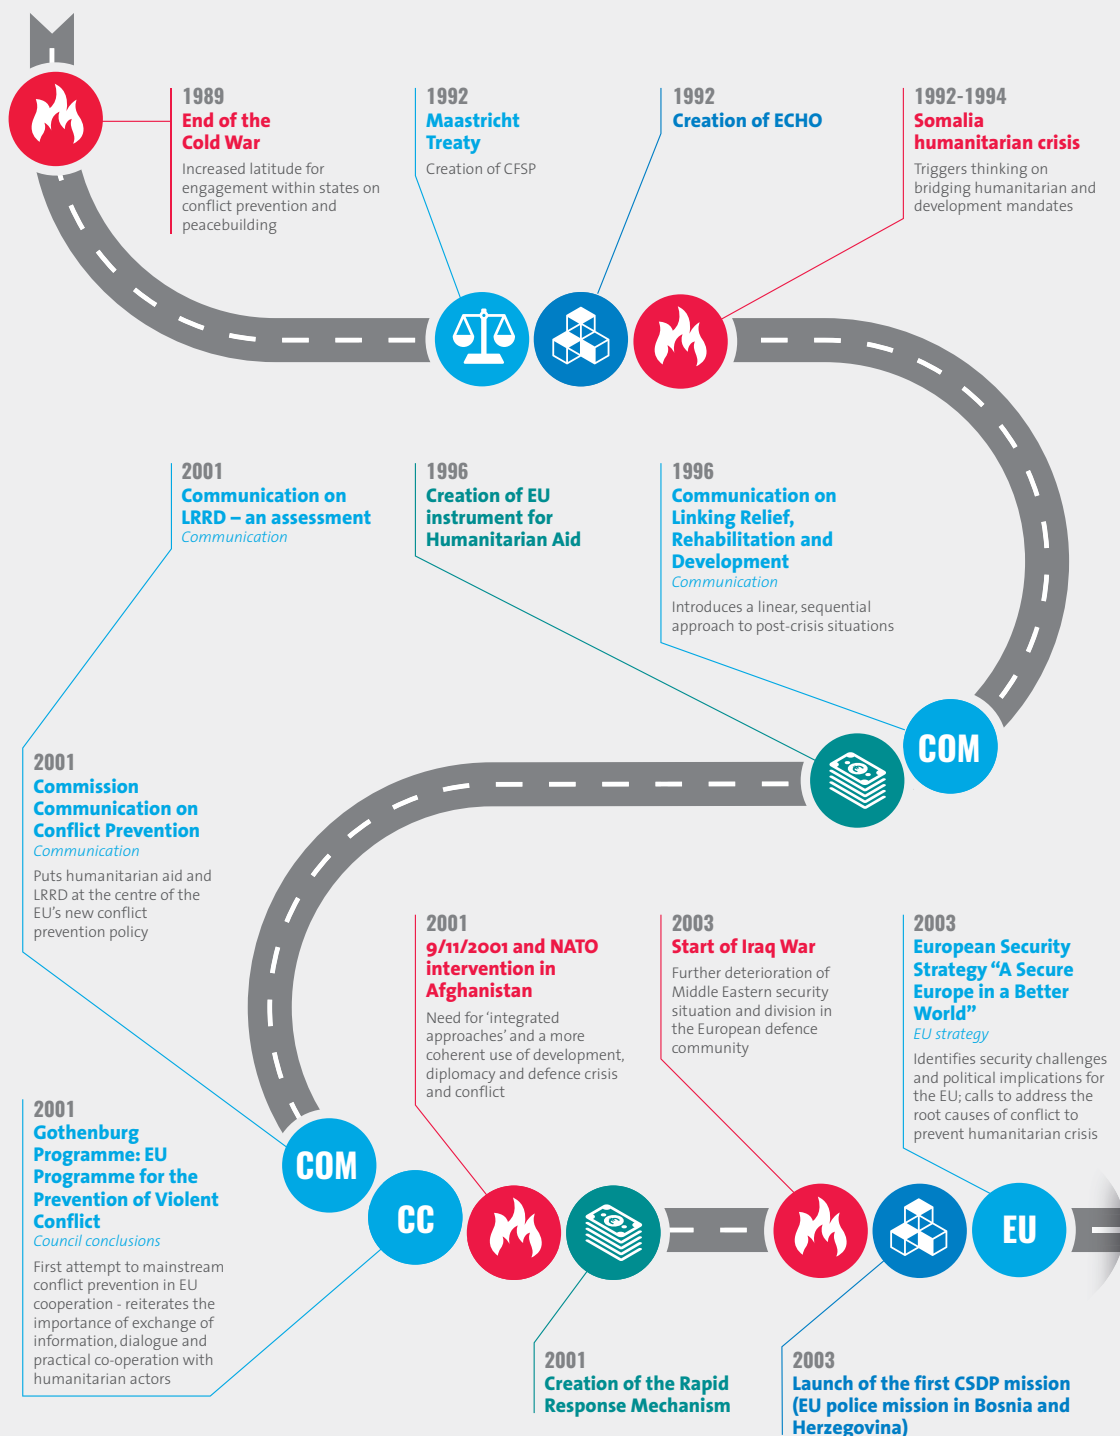 1989
End of the
Cold War
Increased latitude for
engagement within states on
conflict prevention and
peacebuilding
1992
Maastricht
Treaty
Creation of CFSP
1992
Creation of ECHO
1992-1994
Somalia
humanitarian crisis
Triggers thinking on
bridging humanitarian and
development mandates
2001
Communication on
LRRD – an assessment
Communication
1996
Creation of EU
instrument for
Humanitarian Aid
1996
Communication on
Linking Relief,
Rehabilitation and
Development
Communication
Introduces a linear, sequential
approach to post-crisis situations
COM
2001
Commission
Communication on
Conflict Prevention
Communication
Puts humanitarian aid and
LRRD at the centre of the
EU's new conflict
prevention policy
2001
9/11/2001 and NATO
intervention in
Afghanistan
Need for ‘integrated
approaches’ and a more
coherent use of development,
diplomacy and defence crisis
and conflict
2003
Start of Iraq War
Further deterioration of
Middle Eastern security
situation and division in
the European defence
community
2003
European Security
Strategy “A Secure
Europe in a Better
World”
EU strategy
Identifies security challenges
and political implications for
the EU; calls to address the
root causes of conflict to
prevent humanitarian crisis
2001
Gothenburg
Programme: EU
Programme for the
Prevention of Violent
Conflict
Council conclusions
First attempt to mainstream
conflict prevention in EU
cooperation - reiterates the
importance of exchange of
information, dialogue and
practical co-operation with
humanitarian actors
COM
CC
EU
2001
Creation of the Rapid
Response Mechanism
2003
Launch of the first CSDP mission
(EU police mission in Bosnia and
Herzegovina)